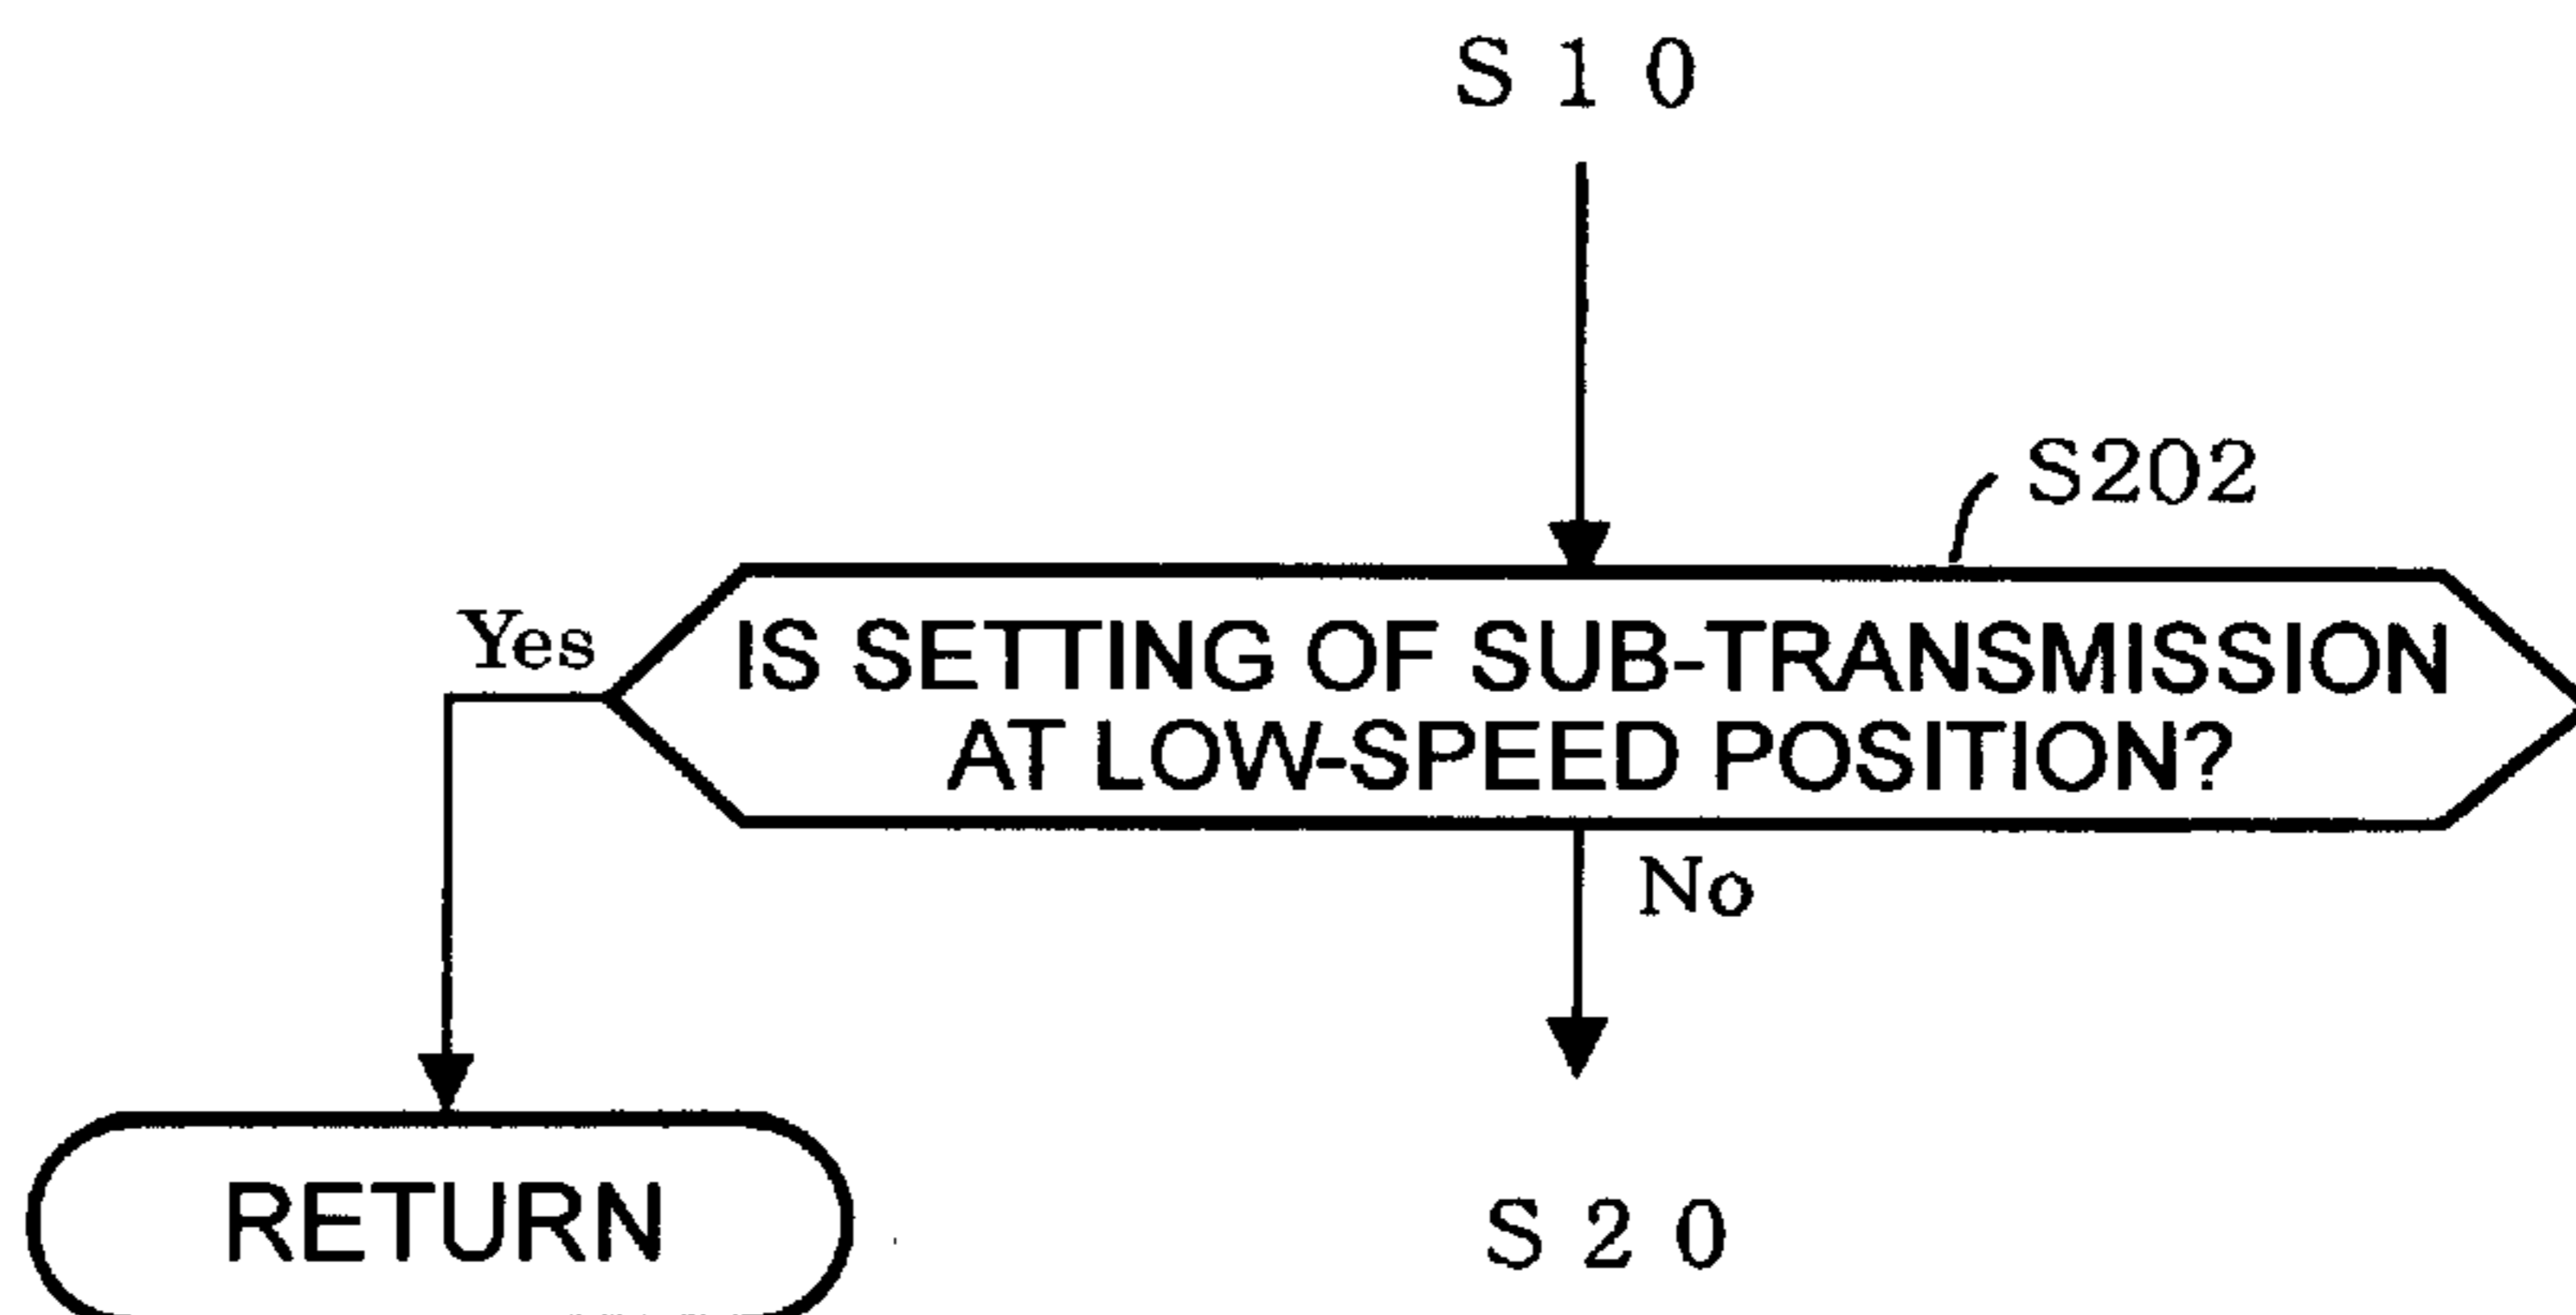 S 1 0
S202
Yes
IS SETTING OF SUB-TRANSMISSION
AT LOW-SPEED POSITION?
No
RETURN
S 2 0